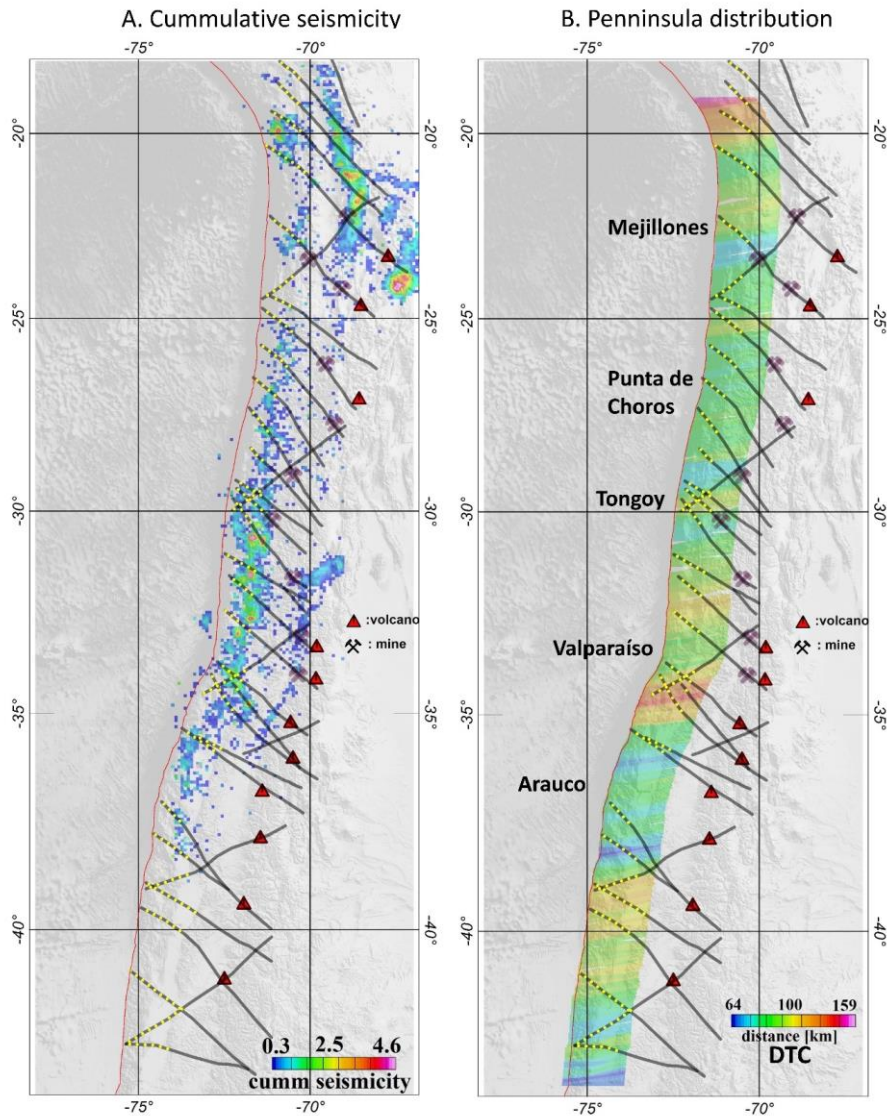 A. Cummulative seismicity
B. Penninsula distribution
-75° -70° -75° -70°
-20° -20° -20° -20°
Mejillones
-25° -25° -25° -25°
Punta de
Choros
-30° -30° Tongoy -30° -30°
:volcano :volcano
: mine : mine
Valparaíso
-35° -35° -35° -35°
Arauco
-40° -40° -40° -40°
0.3 2.5 4.6
cumm seismicity
64 100 159
distance [km]
DTC
-75° -70° -75° -70°